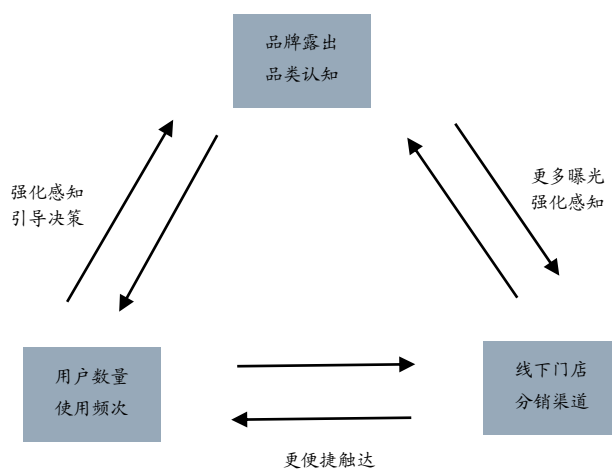 品牌露出
品类认知
强化感知
引导决策
更多曝光
强化感知
用户数量
使用频次
线下门店
分销渠道
更便捷触达